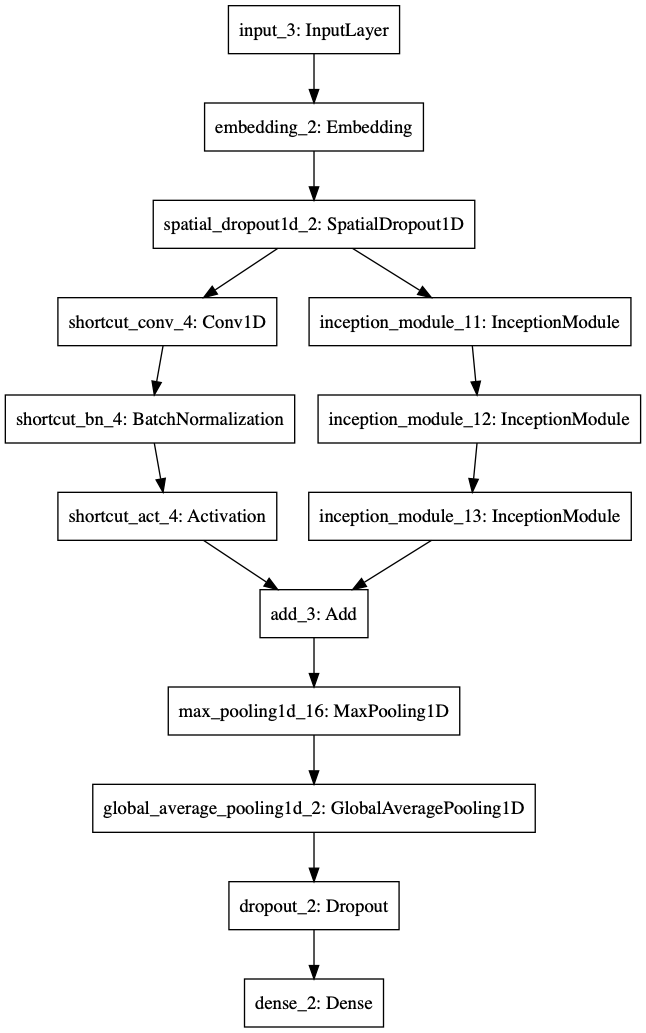 input_3: InputLayer
embedding_2: Embedding
spatial_dropout1d_2: SpatialDropout1D
shortcut_conv_4: Conv1D
inception_module_11: InceptionModule
shortcut_bn_4: BatchNormalization
inception_module_12: InceptionModule
shortcut_act_4: Activation
inception_module_13: InceptionModule
add_3: Add
max_pooling1d_16: MaxPooling1D
global_average_pooling1d_2: GlobalAveragePooling1D
dropout_2: Dropout
dense_2: Dense